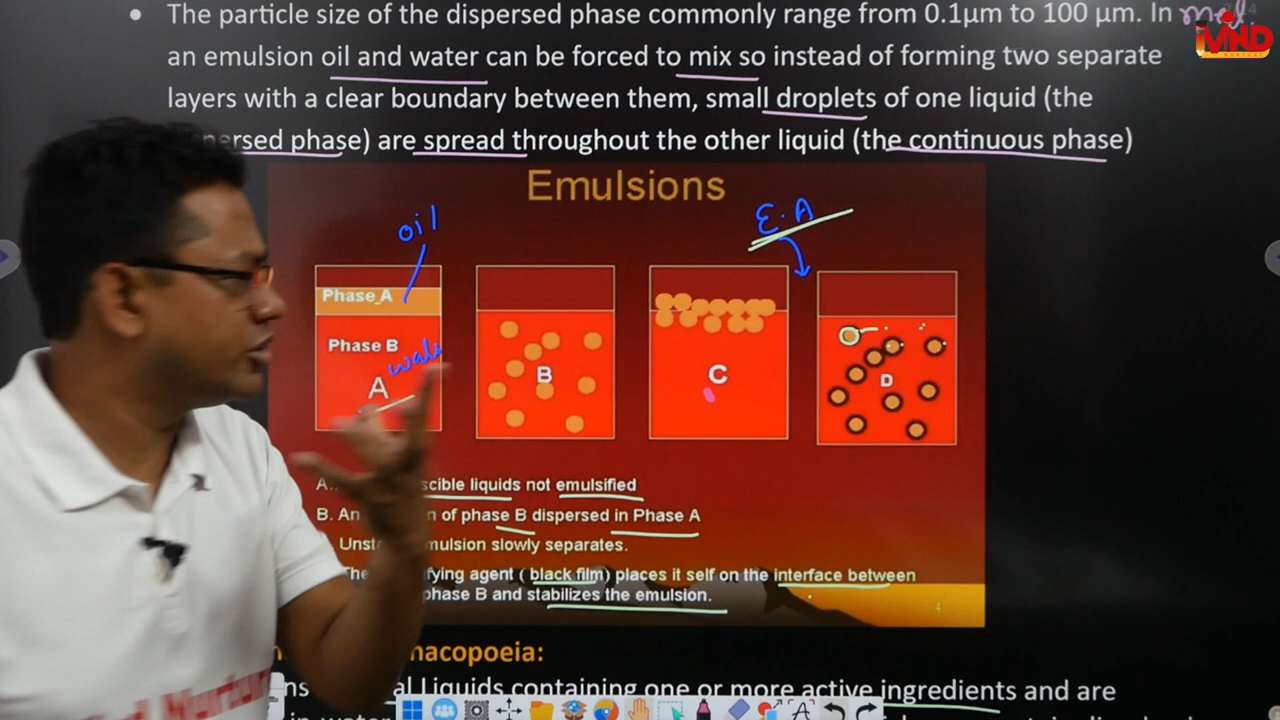 • The particle size of the dispersed phase commonly range from 0.1µm to 100 µm. In
an emulsion oil and water can be forced to mix so instead of forming two separate
layers with a clear boundary between them, small droplets of one liquid (the
persed phase) are spread throughout the other liquid (the continuous phase)
MIND
Emulsions
oil
E.A
Phase A
Phase B
A
B
C
D
A. scible liquids not emulsified
B. An n of phase B dispersed in Phase A
Unsta mulsion slowly separates.
The fying agent ( black film) places it self on the interface between
phase B and stabilizes the emulsion.
4
nacopoeia:
ns al Liquids containing one or more active ingredients and are